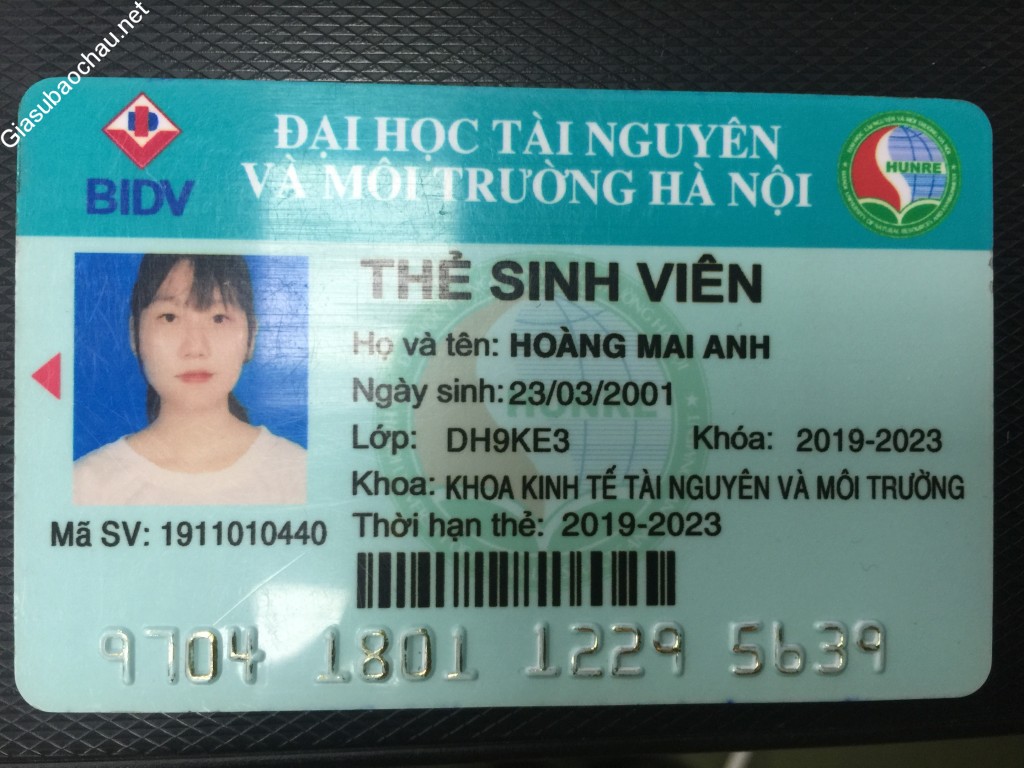 Giasubaochau.net
BIDV
ĐẠI HỌC TÀI NGUYÊN
VÀ MÔI TRƯỜNG HÀ NỘI
HUNRE
THẺ SINH VIÊN
Họ và tên: HOÀNG MAI ANH
Ngày sinh: 23/03/2001
HUNRE
Lớp: DH9KE3 Khóa: 2019-2023
Khoa: KHOA KINH TẾ TÀI NGUYÊN VÀ MÔI TRƯỜNG
Mã SV: 1911010440
Thời hạn thẻ: 2019-2023
9704 1801 1229 5639